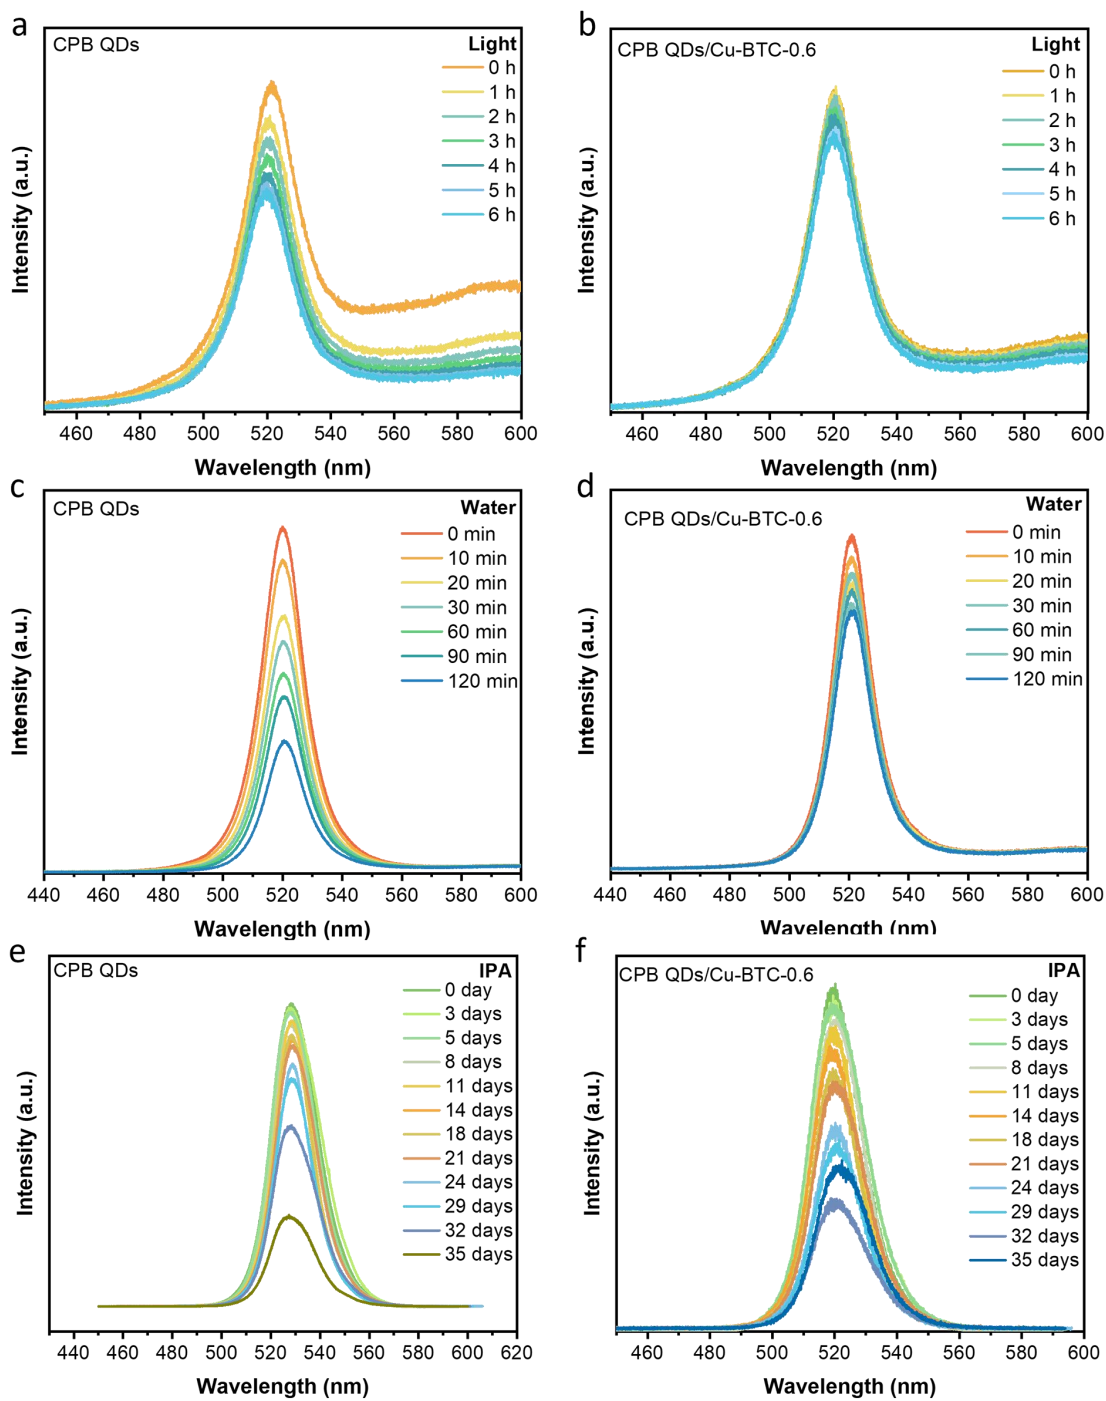 a
CPB QDs
Light
0 h
1 h
2 h
3 h
4 h
5 h
6 h
Intensity (a.u.)
460 480 500 520 540 560 580 600
Wavelength (nm)
b
CPB QDs/Cu-BTC-0.6
Light
0 h
1 h
2 h
3 h
4 h
5 h
6 h
Intensity (a.u.)
460 480 500 520 540 560 580 600
Wavelength (nm)
c
CPB QDs
Water
0 min
10 min
20 min
30 min
60 min
90 min
120 min
Intensity (a.u.)
440 460 480 500 520 540 560 580 600
Wavelength (nm)
d
CPB QDs/Cu-BTC-0.6
Water
0 min
10 min
20 min
30 min
60 min
90 min
120 min
Intensity (a.u.)
440 460 480 500 520 540 560 580 600
Wavelength (nm)
e
CPB QDs
IPA
0 day
3 days
5 days
8 days
11 days
14 days
18 days
21 days
24 days
29 days
32 days
35 days
Intensity (a.u.)
440 460 480 500 520 540 560 580 600 620
Wavelength (nm)
f
CPB QDs/Cu-BTC-0.6
IPA
0 day
3 days
5 days
8 days
11 days
14 days
18 days
21 days
24 days
29 days
32 days
35 days
Intensity (a.u.)
460 480 500 520 540 560 580 600
Wavelength (nm)